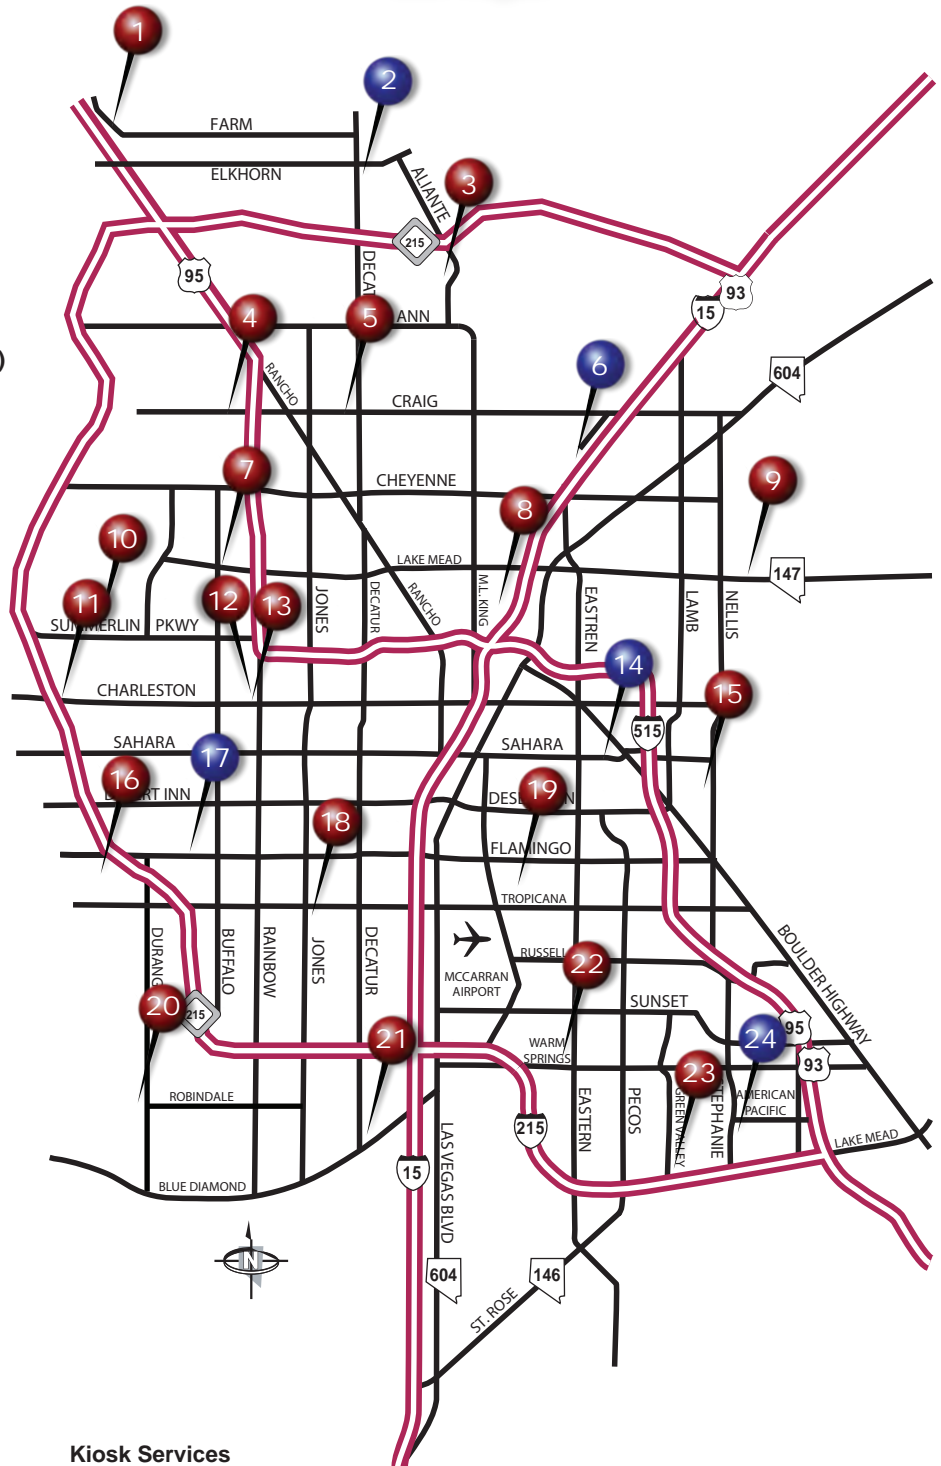 1
2
FARM
ELKHORN
ALIANTE
3
215
95
DECAT
93
15
4
5
ANN
)
RANCHO
6
604
CRAIG
7
CHEYENNE
9
8
10
LAKE MEAD
147
11
12
13
JONES
DECATUR
RANCHO
M.L. KING
EASTREN
LAMB
NELLIS
PKWY
14
CHARLESTON
15
515
SAHARA
17
SAHARA
16
INN
19
18
FLAMINGO
TROPICANA
DURANG
BUFFALO
RAINBOW
JONES
DECATUR
MCCARRAN
AIRPORT
RUSSELL
22
BOULDER HIGHWAY
20
215
SUNSET
95
21
WARM
SPRINGS
24
93
23
ROBINDALE
EASTERN
PECOS
GREEN VALLEY
TEPHANIE
AMERICAN
PACIFIC
215
LAKE MEAD
15
LAS VEGAS BLVD
BLUE DIAMOND
N
604
146
ST. ROSE
Kiosk Services